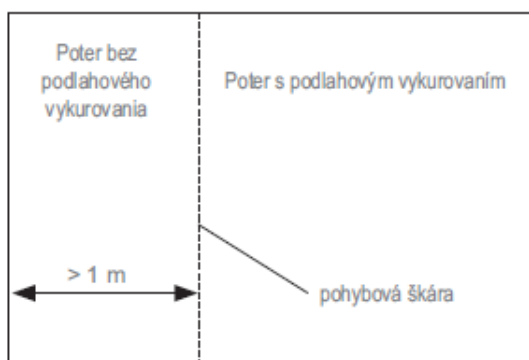 Poter bez
podlahového
vykurovania
Poter s podlahovým vykurovaním
> 1 m
pohybová škára